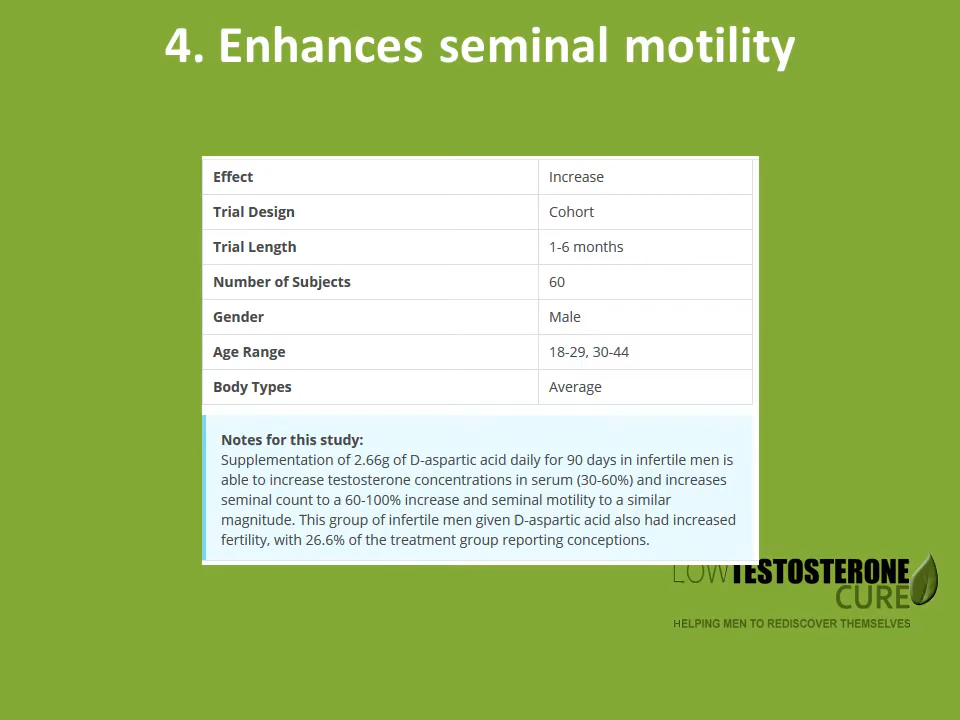 4. Enhances seminal motility
Effect Increase
Trial Design Cohort
Trial Length 1-6 months
Number of Subjects 60
Gender Male
Age Range 18-29, 30-44
Body Types Average
Notes for this study:
Supplementation of 2.66g of D-aspartic acid daily for 90 days in infertile men is
able to increase testosterone concentrations in serum (30-60%) and increases
seminal count to a 60-100% increase and seminal motility to a similar
magnitude. This group of infertile men given D-aspartic acid also had increased
fertility, with 26.6% of the treatment group reporting conceptions.
LOWTESTOSTERONE
CURE
HELPING MEN TO REDISCOVER THEMSELVES